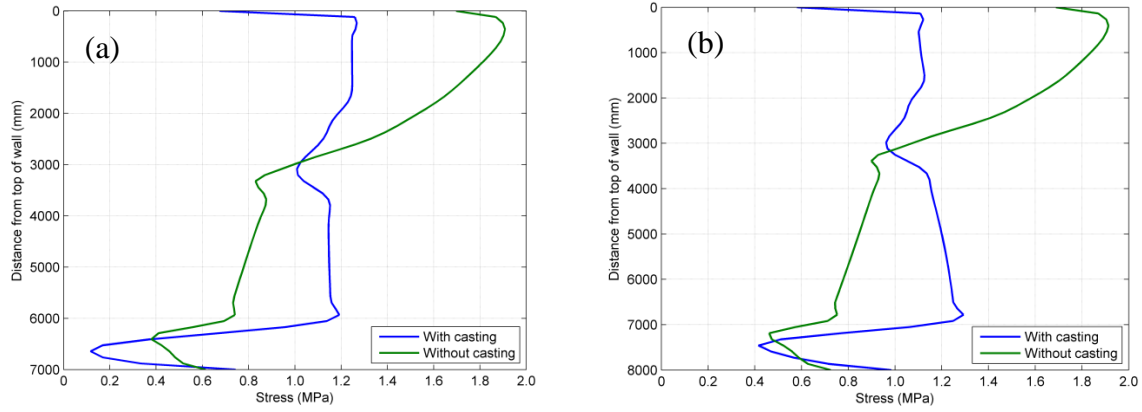 (a)
0
1000
2000
3000
4000
5000
6000
7000
Distance from top of wall (mm)
0 0.2 0.4 0.6 0.8 1.0 1.2 1.4 1.6 1.8 2.0
Stress (MPa)
With casting
Without casting
(b)
0
1000
2000
3000
4000
5000
6000
7000
8000
Distance from top of wall (mm)
0 0.2 0.4 0.6 0.8 1.0 1.2 1.4 1.6 1.8 2.0
Stress (MPa)
With casting
Without casting